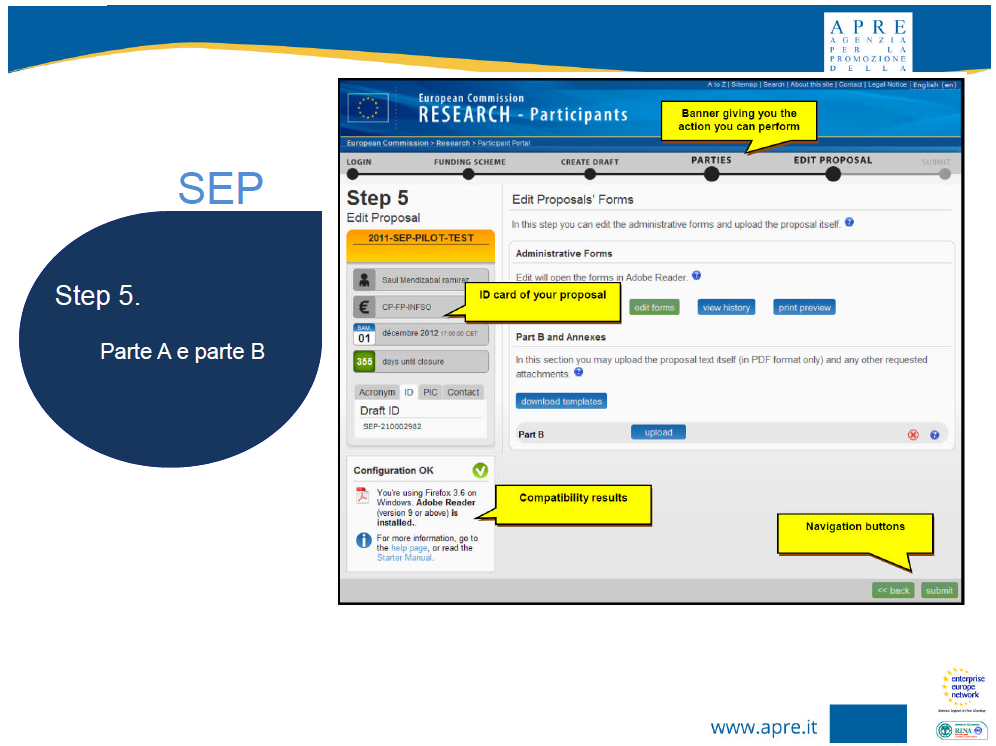 A P R E
A G E N Z I A
P E R L A
P R O M O Z I O N E
D E L L A
SEP
Step 5.
Parte A e parte B
A to Z | Sitemap | Search | About this site | Contact | Legal Notice | English (en)
European Commission
RESEARCH - Participants
European Commission > Research > Participant Portal
Banner giving you the
action you can perform
LOGIN FUNDING SCHEME CREATE DRAFT PARTIES EDIT PROPOSAL SUBMIT
Step 5
Edit Proposal
2011-SEP-PILOT-TEST
Saul Mendizabal ramirez
CP-FP-INFSO
SAM.
01
décembre 2012 17:00:00 CET
355
days until closure
Acronym ID PIC Contact
Draft ID
SEP-210002982
Configuration OK
You're using Firefox 3.6 on
Windows. Adobe Reader
(version 9 or above) is
installed..
For more information, go to
the help page, or read the
Starter Manual.
Edit Proposals' Forms
In this step you can edit the administrative forms and upload the proposal itself.
Administrative Forms
Edit will open the forms in Adobe Reader.
ID card of your proposal
edit forms view history print preview
Part B and Annexes
In this section you may upload the proposal text itself (in PDF format only) and any other requested
attachments.
download templates
Part B upload
Compatibility results
Navigation buttons
<< back submit
enterprise
europe
network
www.apre.it
RINA